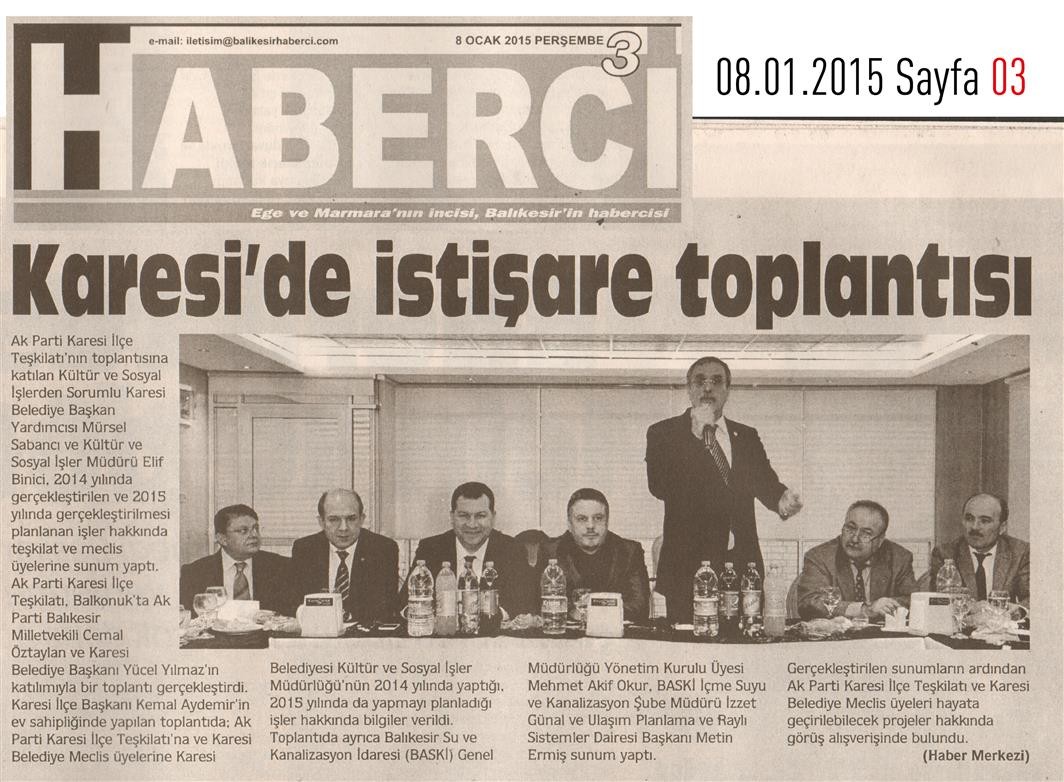 e-mail: iletisim@balikesirhaberci.com
8 OCAK 2015 PERŞEMBE
3
HABERCİ
Ege ve Marmara'nın incisi, Balıkesir'in habercisi
08.01.2015 Sayfa 03
Karesi'de istişare toplantısı
Ak Parti Karesi İlçe
Teşkilatı'nın toplantısına
katılan Kültür ve Sosyal
İşlerden Sorumlu Karesi
Belediye Başkan
Yardımcısı Mürsel
Sabancı ve Kültür ve
Sosyal İşler Müdürü Elif
Binici, 2014 yılında
gerçekleştirilen ve 2015
yılında gerçekleştirilmesi
planlanan işler hakkında
teşkilat ve meclis
üyelerine sunum yaptı.
Ak Parti Karesi İlçe
Teşkilatı, Balkonuk'ta Ak
Parti Balıkesir
Milletvekili Cemal
Öztaylan ve Karesi
Belediye Başkanı Yücel Yılmaz'ın
katılımıyla bir toplantı gerçekleştirdi.
Karesi İlçe Başkanı Kemal Aydemir'in
ev sahipliğinde yapılan toplantıda; Ak
Parti Karesi İlçe Teşkilatı'na ve Karesi
Belediye Meclis üyelerine Karesi
Belediyesi Kültür ve Sosyal İşler
Müdürlüğü'nün 2014 yılında yaptığı,
2015 yılında da yapmayı planladığı
işler hakkında bilgiler verildi.
Toplantıda ayrıca Balıkesir Su ve
Kanalizasyon İdaresi (BASKİ) Genel
Müdürlüğü Yönetim Kurulu Üyesi
Mehmet Akif Okur, BASKİ İçme Suyu
ve Kanalizasyon Şube Müdürü İzzet
Günal ve Ulaşım Planlama ve Raylı
Sistemler Dairesi Başkanı Metin
Ermiş sunum yaptı.
Gerçekleştirilen sunumların ardından
Ak Parti Karesi İlçe Teşkilatı ve Karesi
Belediye Meclis üyeleri hayata
geçirilebilecek projeler hakkında
görüş alışverişinde bulundu.
(Haber Merkezi)